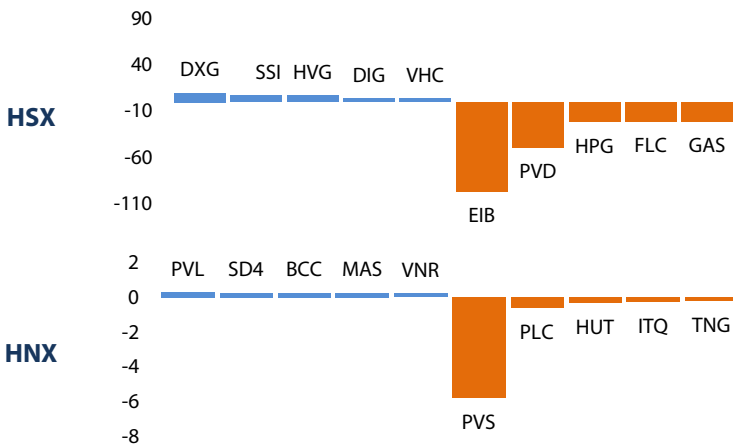 90
40
DXG SSI HVG DIG VHC
HSX
-10
HPG FLC GAS
-60
PVD
-110
EIB
2
PVL SD4 BCC MAS VNR
0
-2
PLC HUT ITQ TNG
HNX
-4
-6
PVS
-8